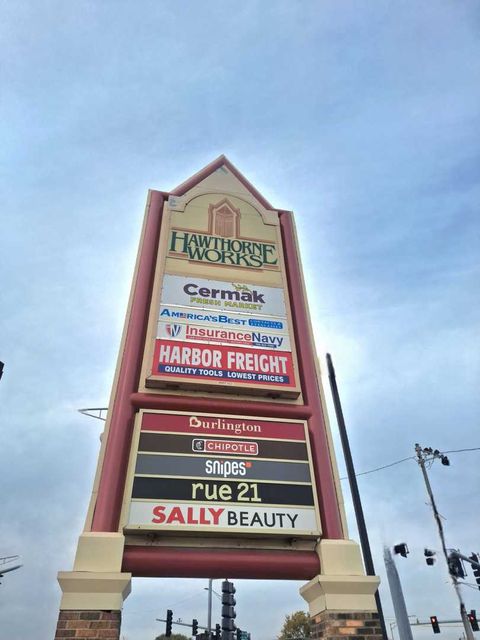 HAWTHORNE
WORKS
Cermak
FRESH MARKET
AMERICA'S BEST
InsuranceNavy
HARBOR FREIGHT
QUALITY TOOLS LOWEST PRICES
Burlington
CHIPOTLE
snipes
rue 21
SALLY BEAUTY